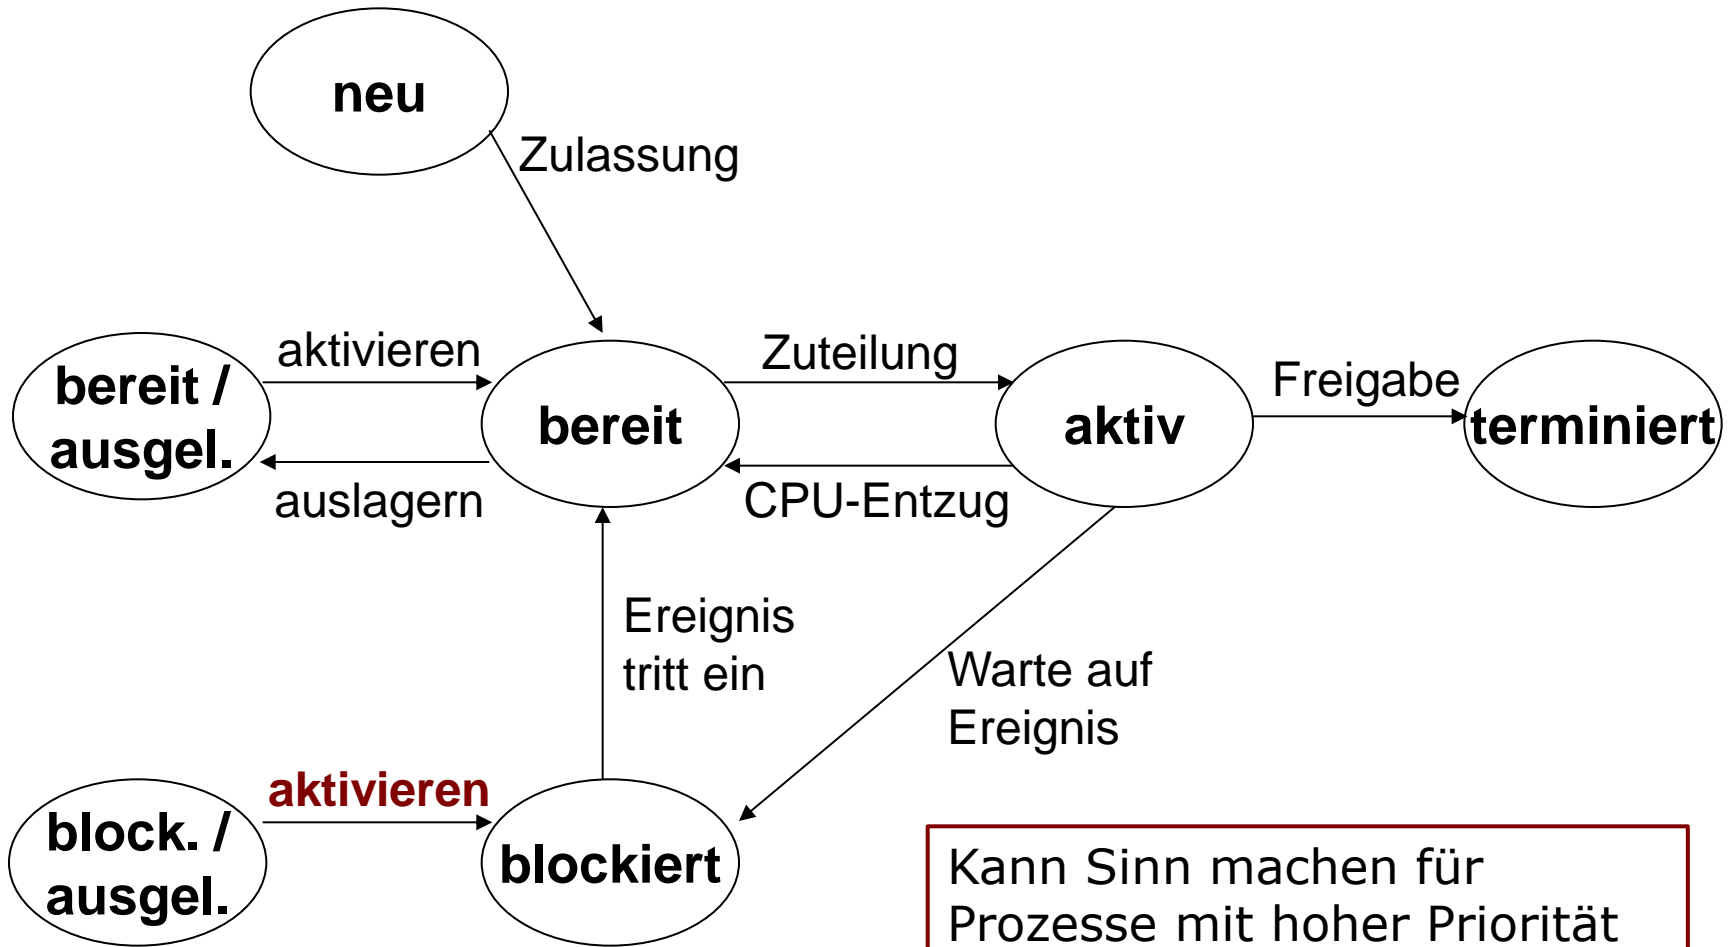 neu
Zulassung
aktivieren
bereit /
ausgel.
auslagern
bereit
Zuteilung
CPU-Entzug
aktiv
Freigabe
terminiert
Ereignis
tritt ein
Warte auf
Ereignis
aktivieren
block. /
ausgel.
blockiert
Kann Sinn machen für
Prozesse mit hoher Priorität